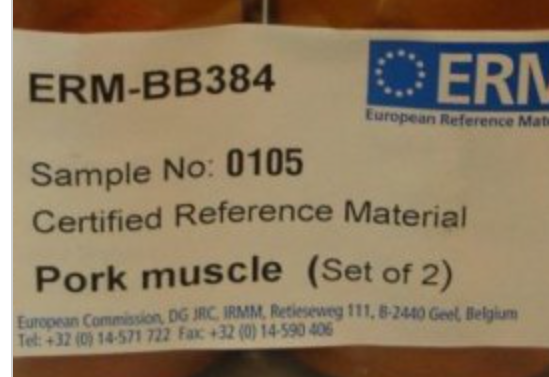 ERM-BB384
ERM
European Reference Mate
Sample No: 0105
Certified Reference Material
Pork muscle (Set of 2)
European Commission, DG JRC, IRMM, Retieseweg 111, B-2440 Geel, Belgium
Tel: +32 (0) 14-571 722 Fax: +32 (0) 14-590 406